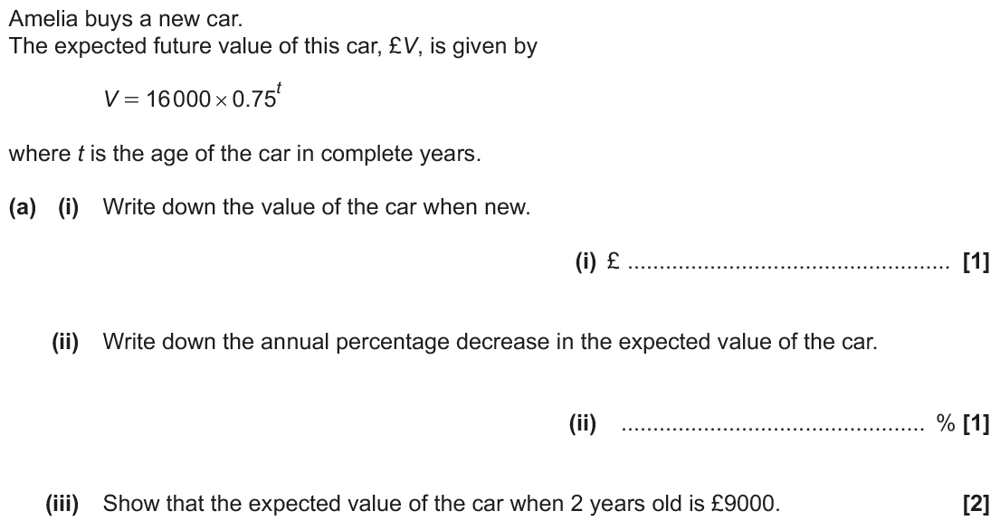 Amelia buys a new car.
The expected future value of this car, £V, is given by
V = 16000 × 0.75^t
where t is the age of the car in complete years.
(a) (i) Write down the value of the car when new.
(i) £ .................................................. [1]
(ii) Write down the annual percentage decrease in the expected value of the car.
(ii) ............................................... % [1]
(iii) Show that the expected value of the car when 2 years old is £9000. [2]